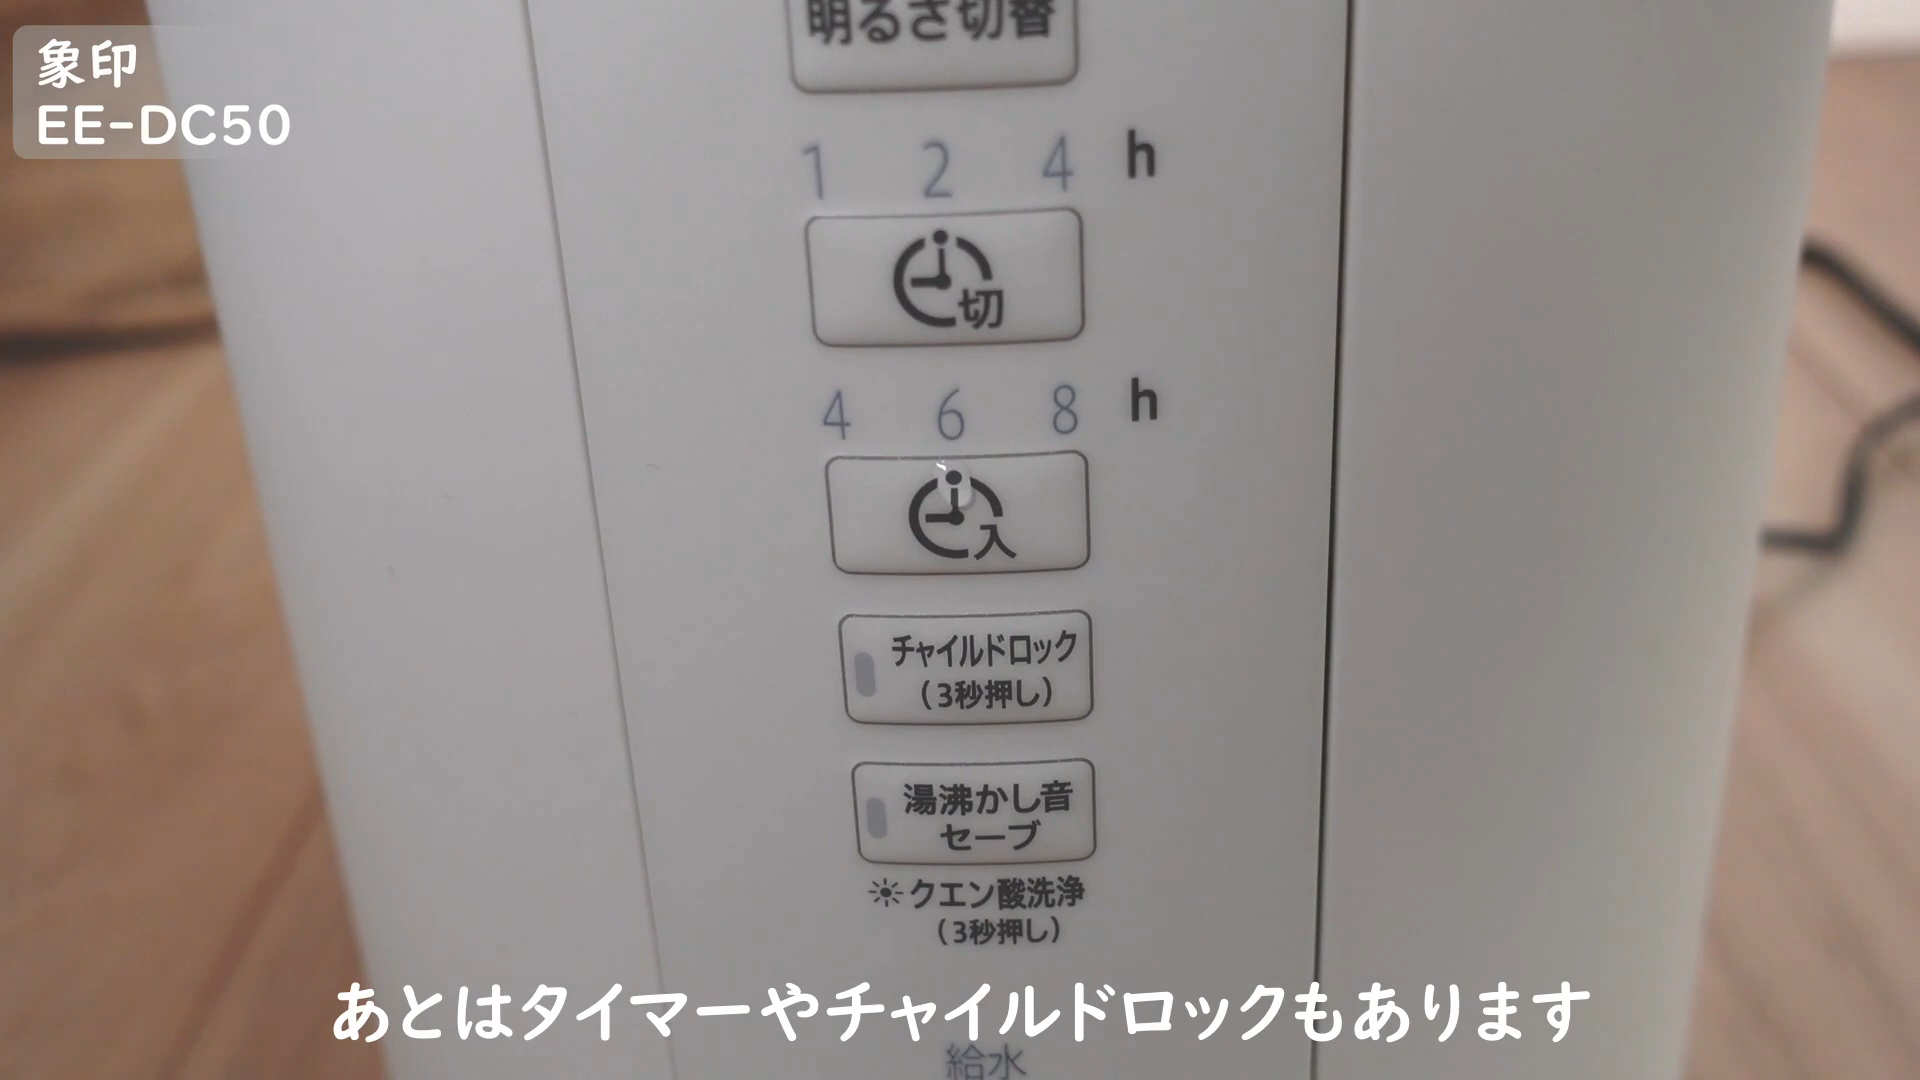 象印
EE-DC50
明るさ切替
1 2 4 h
切
4 6 8 h
入
チャイルドロック
(3秒押し)
湯沸かし音
セーブ
クエン酸洗浄
(3秒押し)
あとはタイマーやチャイルドロックもあります
給水